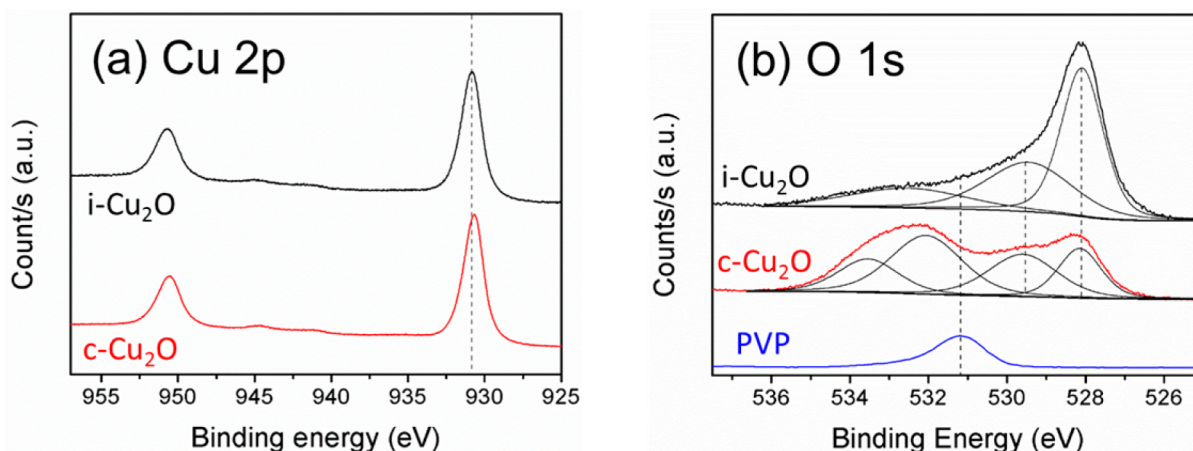 (a) Cu 2p
Count/s (a.u.)
i-Cu₂O
c-Cu₂O
955 950 945 940 935 930 925
Binding energy (eV)
(b) O 1s
Counts/s (a.u.)
i-Cu₂O
c-Cu₂O
PVP
536 534 532 530 528 526
Binding Energy (eV)